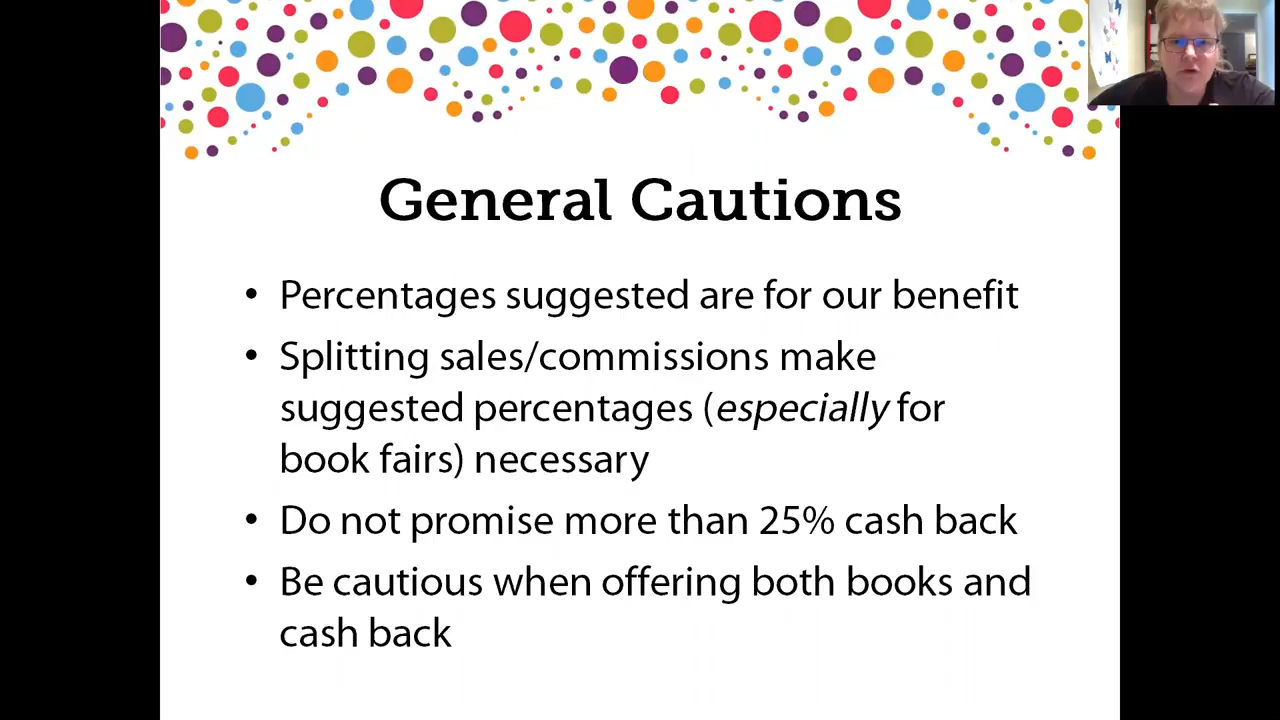 General Cautions
• Percentages suggested are for our benefit
• Splitting sales/commissions make
suggested percentages (especially for
book fairs) necessary
• Do not promise more than 25% cash back
• Be cautious when offering both books and
cash back